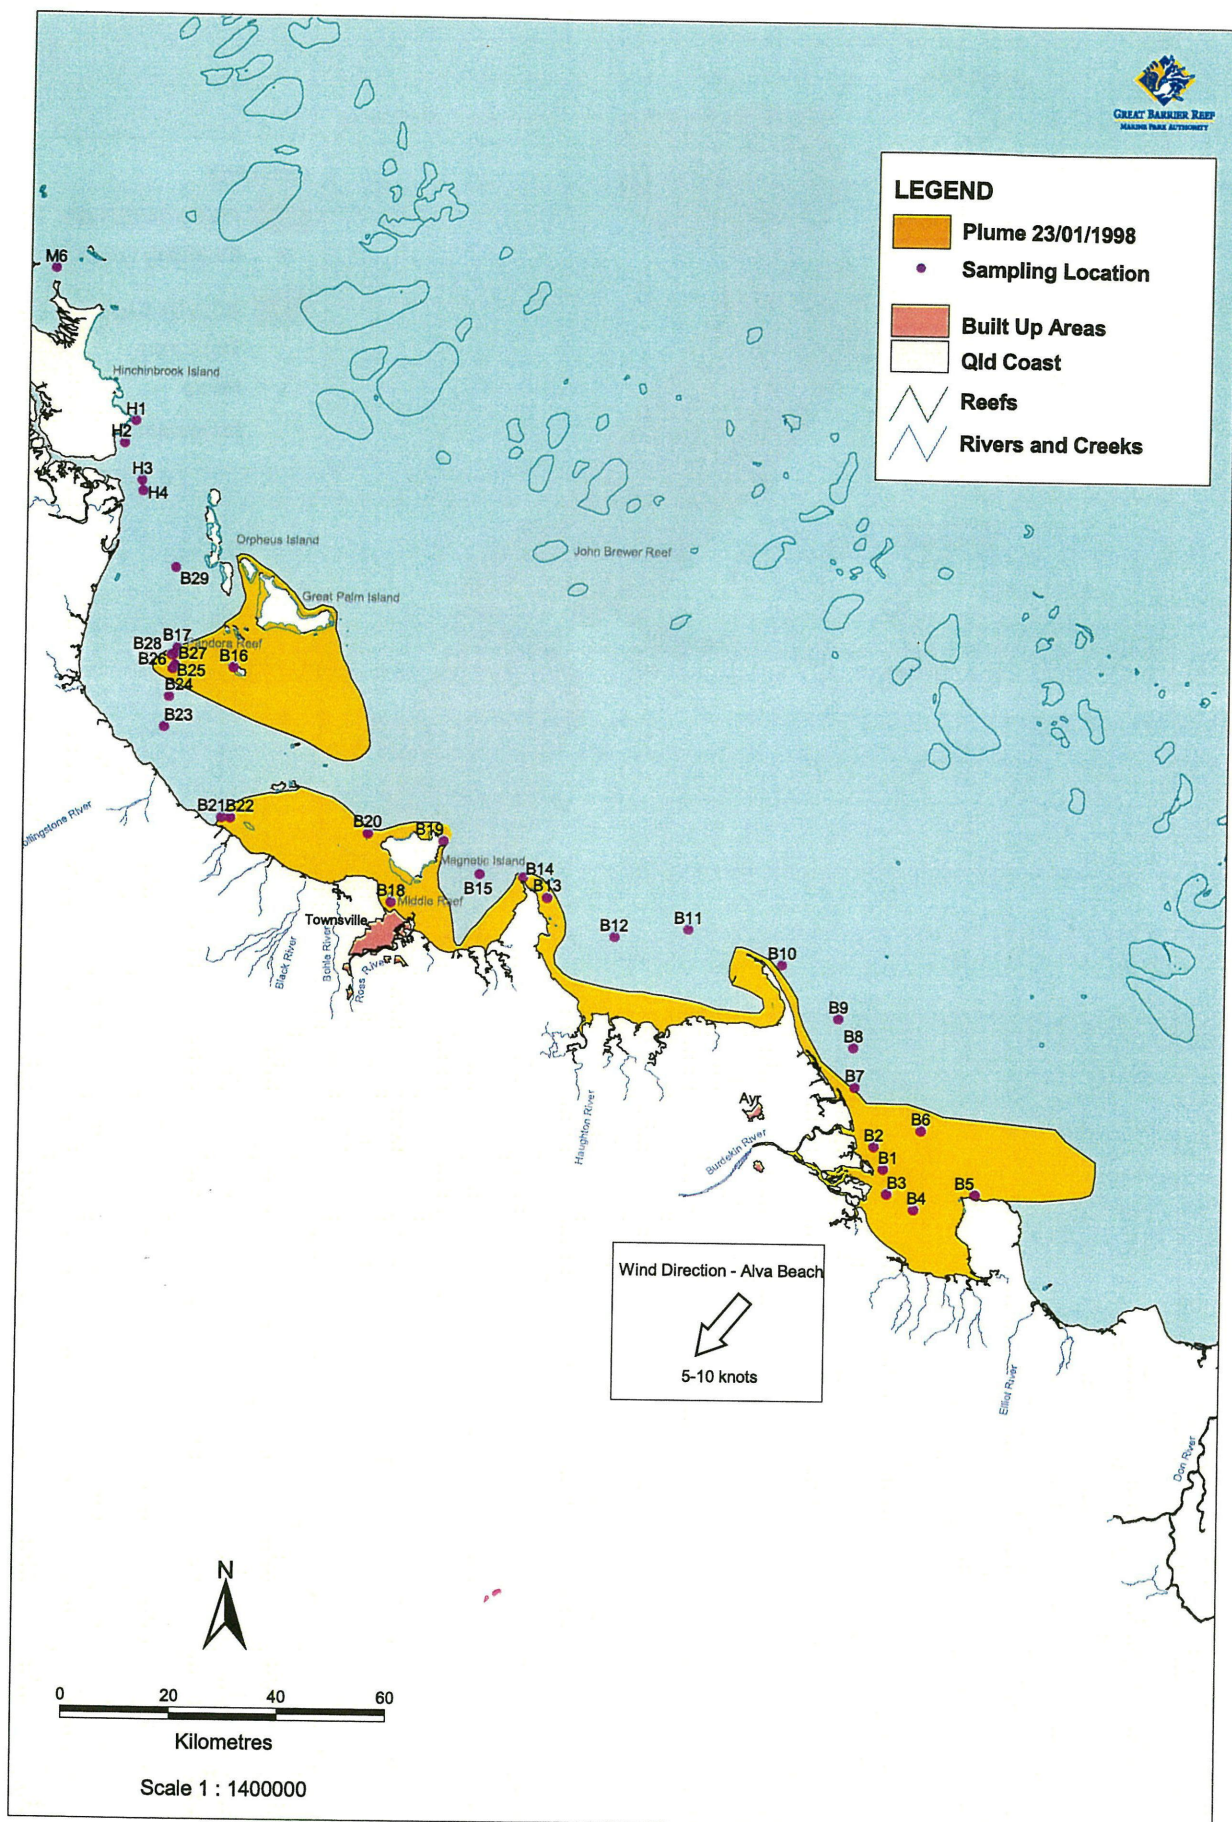 GREAT BARRIER REEF
MARINE PARK AUTHORITY
LEGEND
Plume 23/01/1998
Sampling Location
Built Up Areas
Qld Coast
Reefs
Rivers and Creeks
M6
Hinchinbrook Island
H1
H2
H3
H4
Orpheus Island
John Brewer Reef
B29
Great Palm Island
B17
B28
Pandora Reef
B27
B26
B16
B25
B24
B23
B21
B22
B20
B19
Magnetic Island
B14
B15
B13
B18
Middle Reef
Townsville
B12
B11
B10
Black River
Bohle River
Ross River
B9
B8
B7
Ayr
Haughton River
Burdekin River
B6
B2
B1
B3
B4
B5
Wind Direction - Alva Beach
5-10 knots
Elliot River
Don River
N
0 20 40 60
Kilometres
Scale 1 : 1400000